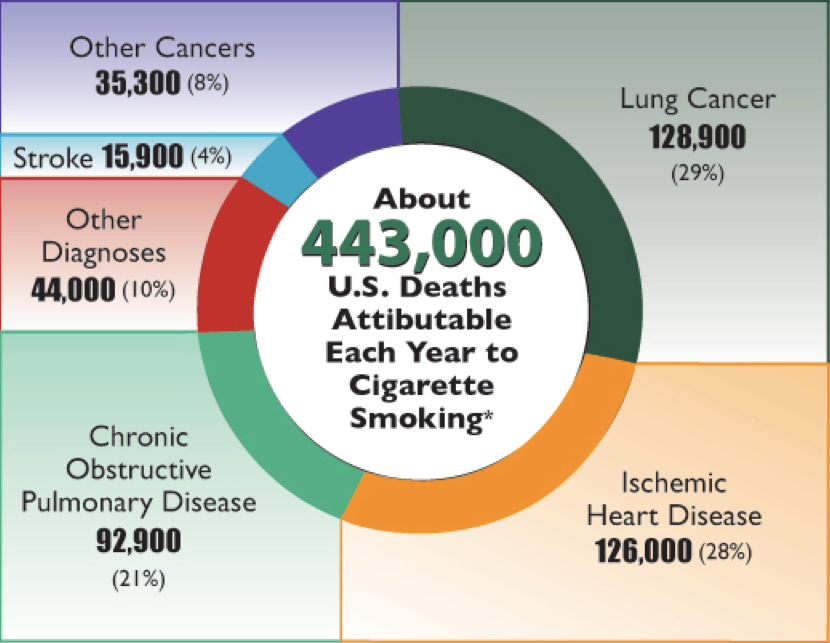 Other Cancers
35,300 (8%)
Stroke 15,900 (4%)
Other
Diagnoses
44,000 (10%)
Chronic
Obstructive
Pulmonary Disease
92,900
(21%)
About
443,000
U.S. Deaths
Attibutable
Each Year to
Cigarette
Smoking*
Lung Cancer
128,900
(29%)
Ischemic
Heart Disease
126,000 (28%)